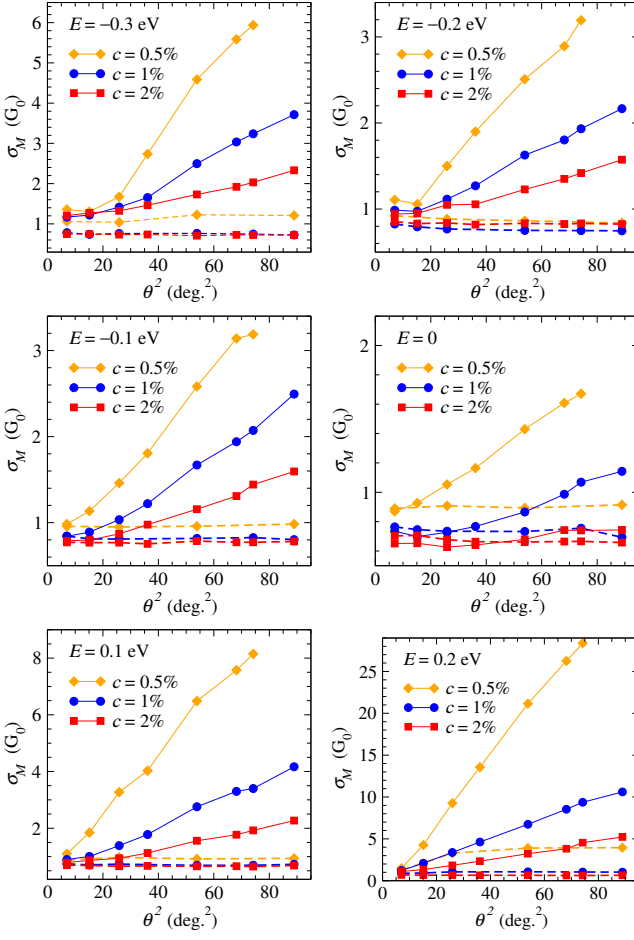 E = −0.3 eV
c = 0.5%
c = 1%
c = 2%
σM (G0)
6
5
4
3
2
1
0 20 40 60 80
θ² (deg.²)
E = −0.2 eV
c = 0.5%
c = 1%
c = 2%
σM (G0)
3
2
1
0 20 40 60 80
θ² (deg.²)
E = −0.1 eV
c = 0.5%
c = 1%
c = 2%
σM (G0)
3
2
1
0 20 40 60 80
θ² (deg.²)
E = 0
c = 0.5%
c = 1%
c = 2%
σM (G0)
2
1
0 20 40 60 80
θ² (deg.²)
E = 0.1 eV
c = 0.5%
c = 1%
c = 2%
σM (G0)
8
6
4
2
0 20 40 60 80
θ² (deg.²)
E = 0.2 eV
c = 0.5%
c = 1%
c = 2%
σM (G0)
25
20
15
10
5
0
0 20 40 60 80
θ² (deg.²)